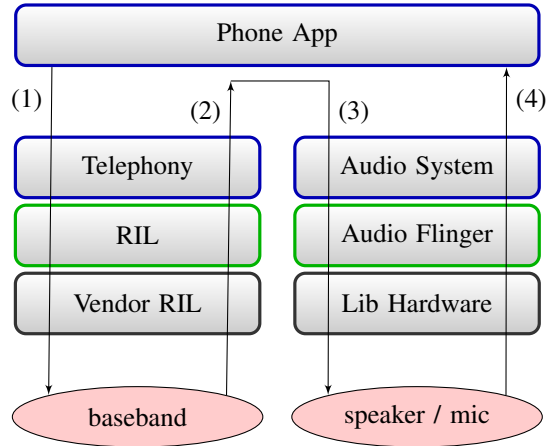 Phone App
(1) (2) (3) (4)
Telephony Audio System
RIL Audio Flinger
Vendor RIL Lib Hardware
baseband speaker / mic